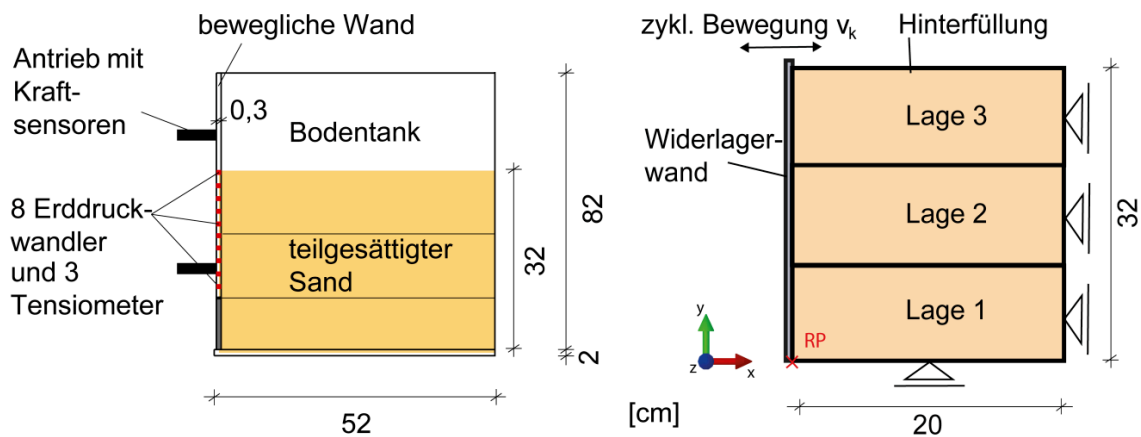 bewegliche Wand
Antrieb mit
Kraft-
sensoren
0,3
Bodentank
8 Erddruck-
wandler
und 3
Tensiometer
teilgesättigter
Sand
32
82
2
52
zykl. Bewegung vk
Hinterfüllung
Widerlager-
wand
Lage 3
Lage 2
Lage 1
32
y
z
x
RP
[cm]
20